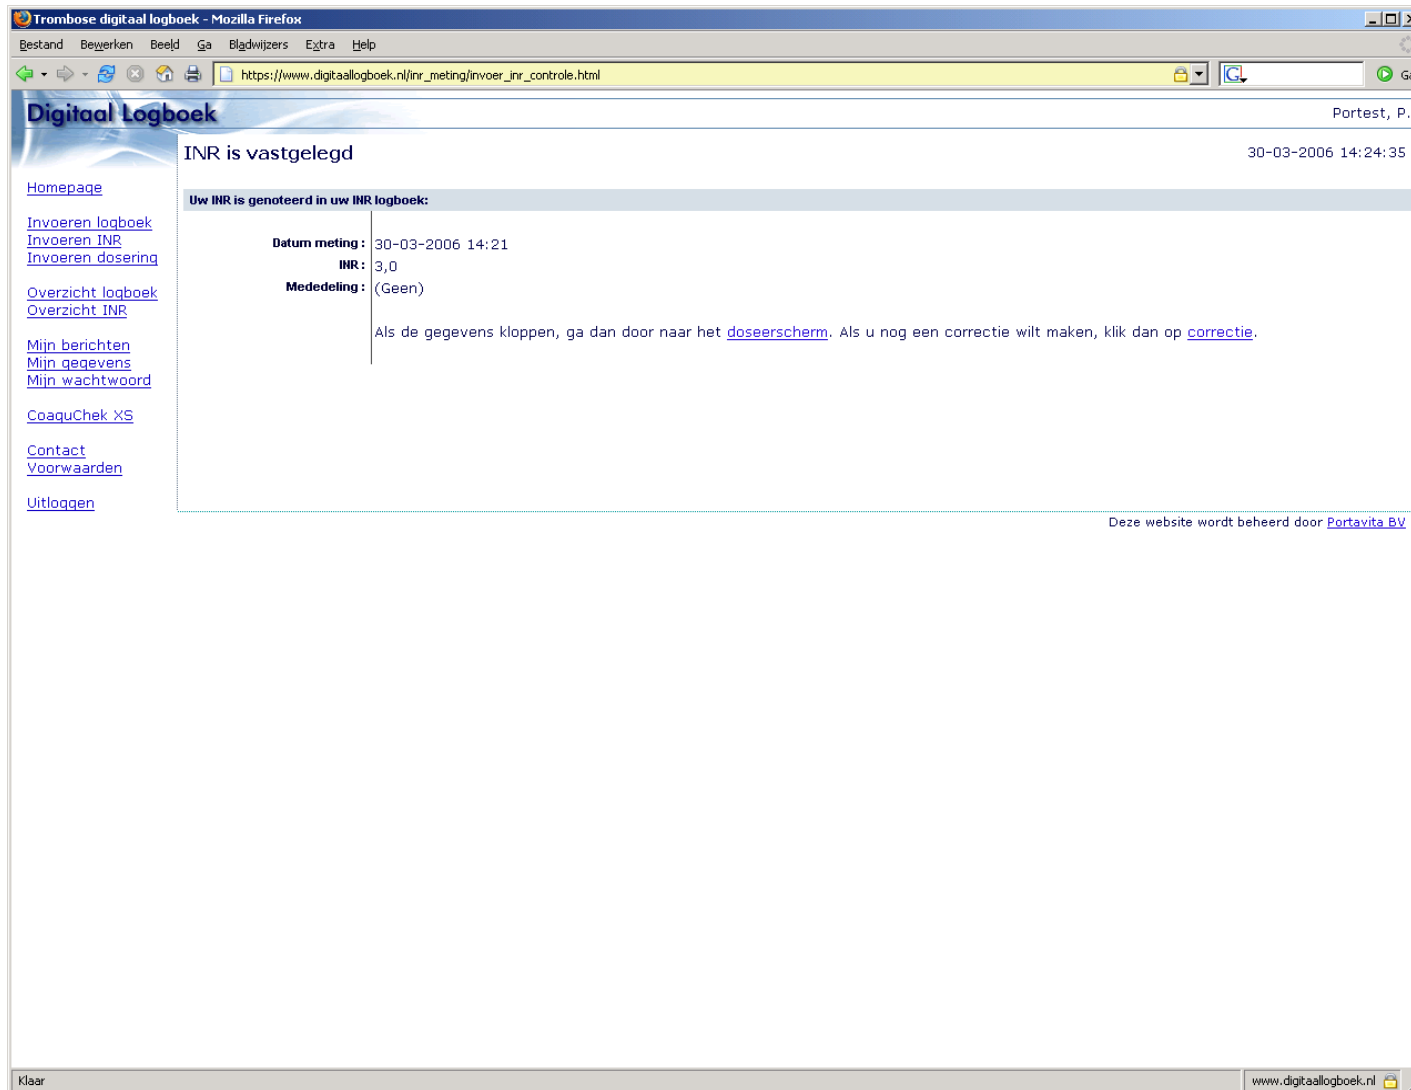 Trombose digitaal logboek - Mozilla Firefox
Bestand Bewerken Beeld Ga Bladwijzers Extra Help
https://www.digitaallogboek.nl/inr_meting/invoer_inr_controle.html G
Digitaal Logboek Portest, P.
INR is vastgelegd 30-03-2006 14:24:35
Homepage
Uw INR is genoteerd in uw INR logboek:
Invoeren logboek
Invoeren INR
Invoeren dosering
Datum meting: 30-03-2006 14:21
INR: 3,0
Mededeling: (Geen)
Overzicht logboek
Overzicht INR
Als de gegevens kloppen, ga dan door naar het doseerscherm. Als u nog een correctie wilt maken, klik dan op correctie.
Mijn berichten
Mijn gegevens
Mijn wachtwoord
CoaguChek XS
Contact
Voorwaarden
Uitloggen
Deze website wordt beheerd door Portavita BV
Klaar www.digitaallogboek.nl